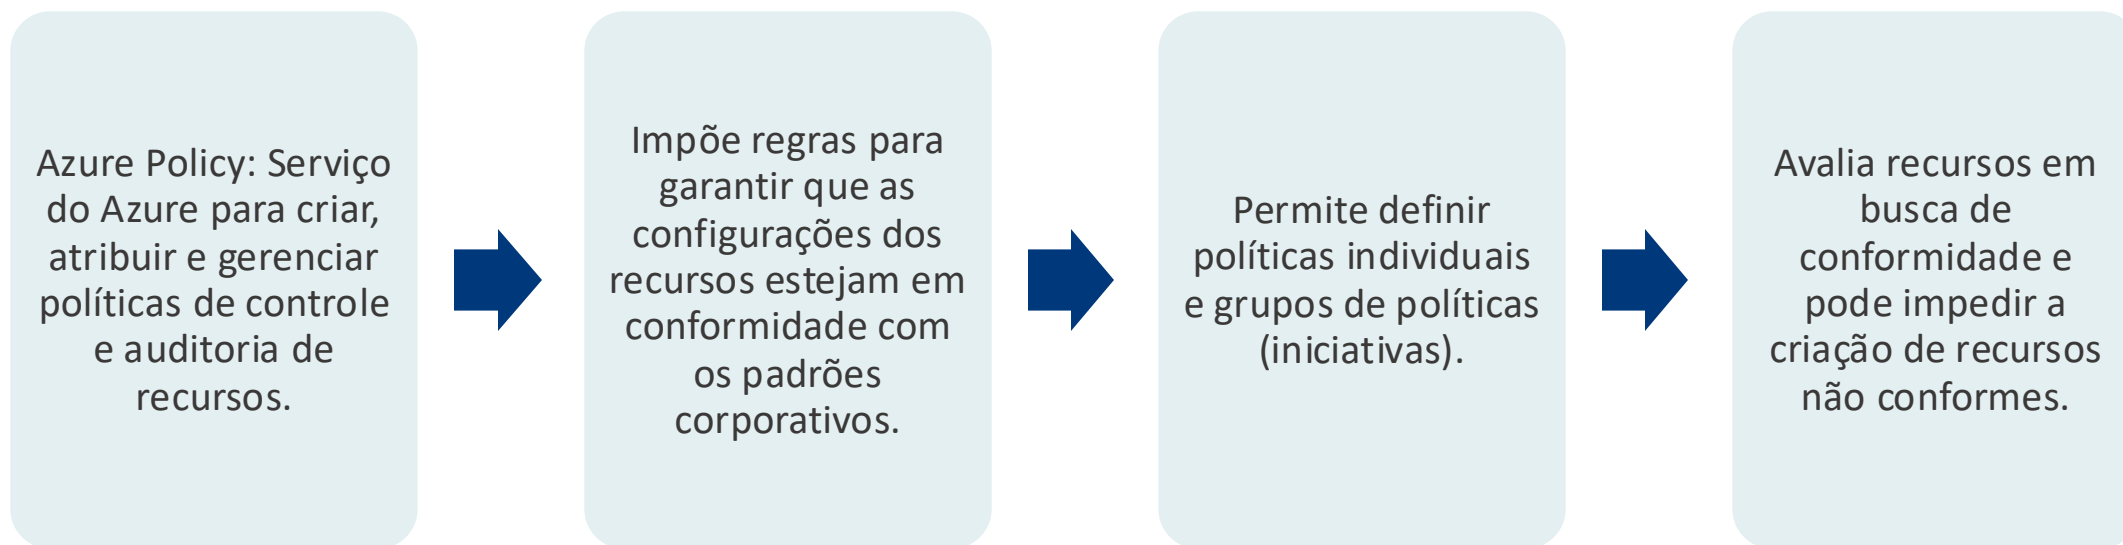 Azure Policy: Serviço
do Azure para criar,
atribuir e gerenciar
políticas de controle
e auditoria de
recursos.
Impõe regras para
garantir que as
configurações dos
recursos estejam em
conformidade com
os padrões
corporativos.
Permite definir
políticas individuais
e grupos de políticas
(iniciativas).
Avalia recursos em
busca de
conformidade e
pode impedir a
criação de recursos
não conformes.